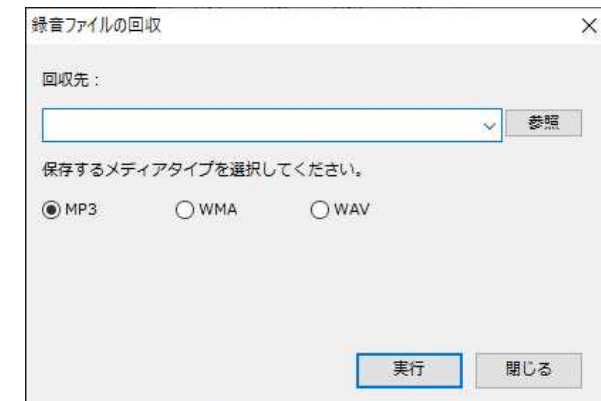 録音ファイルの回収
回収先：
参照
保存するメディアタイプを選択してください。
MP3 WMA WAV
実行 閉じる